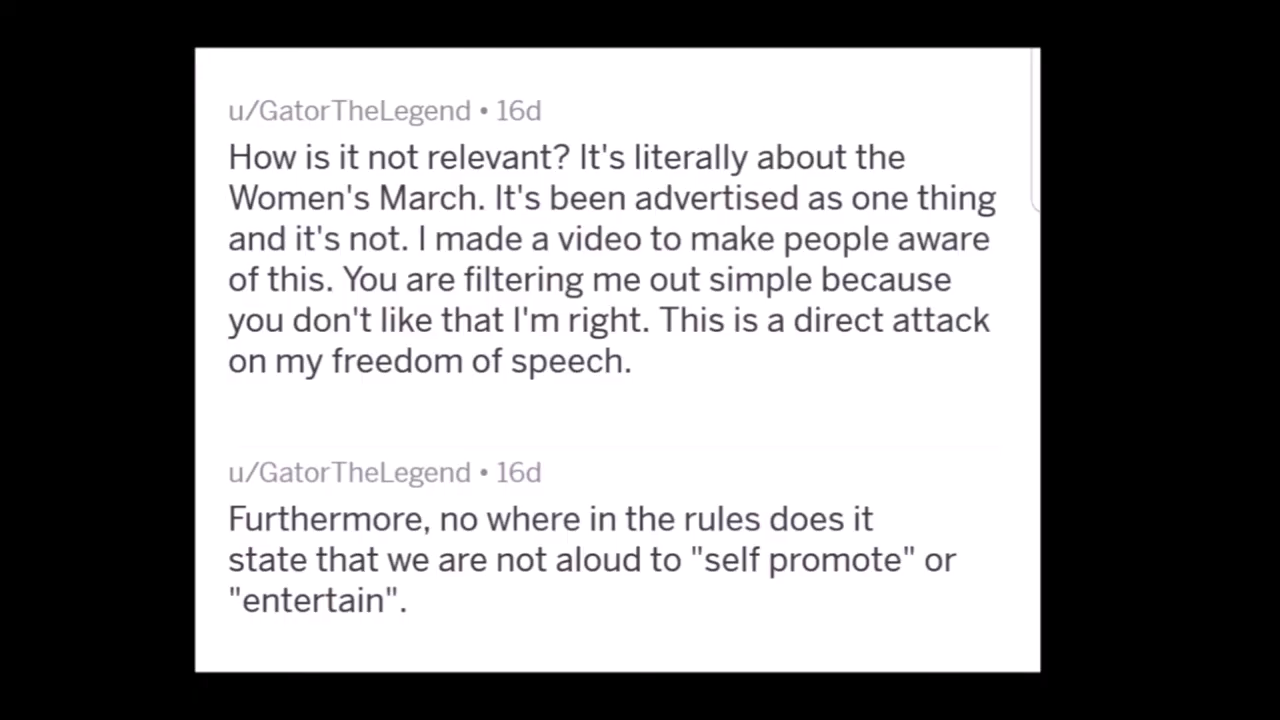 u/GatorTheLegend • 16d
How is it not relevant? It's literally about the
Women's March. It's been advertised as one thing
and it's not. I made a video to make people aware
of this. You are filtering me out simple because
you don't like that I'm right. This is a direct attack
on my freedom of speech.
u/GatorTheLegend • 16d
Furthermore, no where in the rules does it
state that we are not aloud to "self promote" or
"entertain".